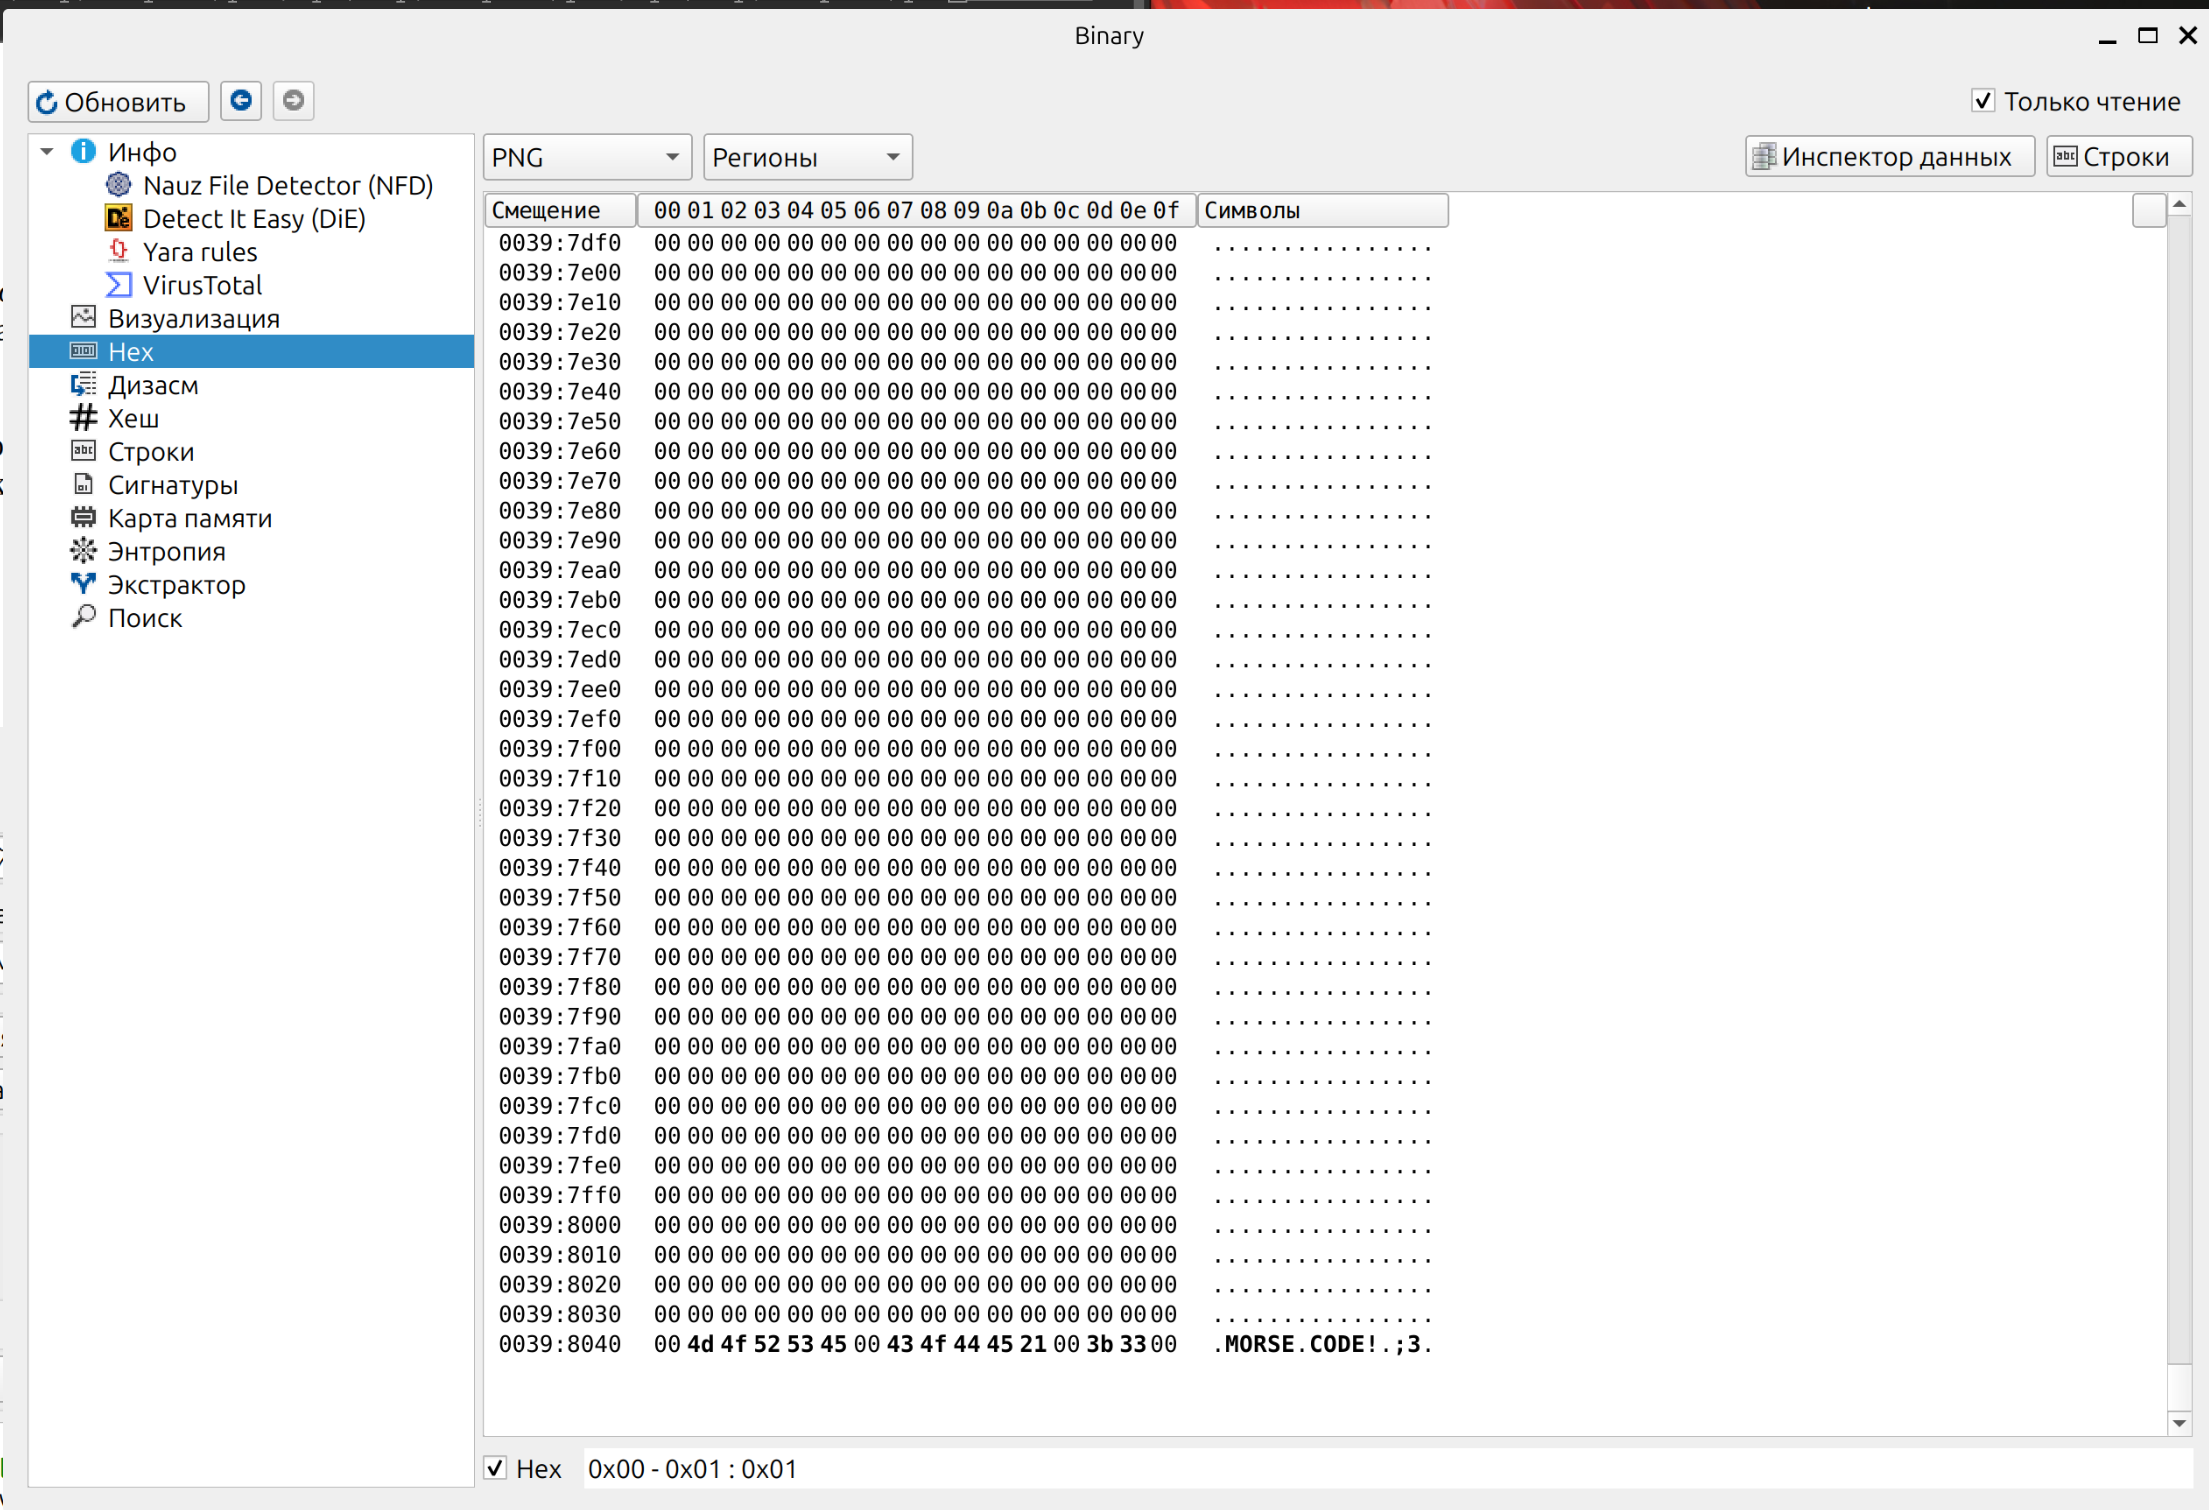 Binary
Обновить
Только чтение
Инфо
Nauz File Detector (NFD)
Detect It Easy (DiE)
Yara rules
VirusTotal
Визуализация
Hex
Дизасм
Хеш
Строки
Сигнатуры
Карта памяти
Энтропия
Экстрактор
Поиск
PNG
Регионы
Инспектор данных
Строки
Смещение 00 01 02 03 04 05 06 07 08 09 0a 0b 0c 0d 0e 0f Символы
0039:7df0 00 00 00 00 00 00 00 00 00 00 00 00 00 00 00 00 ................
0039:7e00 00 00 00 00 00 00 00 00 00 00 00 00 00 00 00 00 ................
0039:7e10 00 00 00 00 00 00 00 00 00 00 00 00 00 00 00 00 ................
0039:7e20 00 00 00 00 00 00 00 00 00 00 00 00 00 00 00 00 ................
0039:7e30 00 00 00 00 00 00 00 00 00 00 00 00 00 00 00 00 ................
0039:7e40 00 00 00 00 00 00 00 00 00 00 00 00 00 00 00 00 ................
0039:7e50 00 00 00 00 00 00 00 00 00 00 00 00 00 00 00 00 ................
0039:7e60 00 00 00 00 00 00 00 00 00 00 00 00 00 00 00 00 ................
0039:7e70 00 00 00 00 00 00 00 00 00 00 00 00 00 00 00 00 ................
0039:7e80 00 00 00 00 00 00 00 00 00 00 00 00 00 00 00 00 ................
0039:7e90 00 00 00 00 00 00 00 00 00 00 00 00 00 00 00 00 ................
0039:7ea0 00 00 00 00 00 00 00 00 00 00 00 00 00 00 00 00 ................
0039:7eb0 00 00 00 00 00 00 00 00 00 00 00 00 00 00 00 00 ................
0039:7ec0 00 00 00 00 00 00 00 00 00 00 00 00 00 00 00 00 ................
0039:7ed0 00 00 00 00 00 00 00 00 00 00 00 00 00 00 00 00 ................
0039:7ee0 00 00 00 00 00 00 00 00 00 00 00 00 00 00 00 00 ................
0039:7ef0 00 00 00 00 00 00 00 00 00 00 00 00 00 00 00 00 ................
0039:7f00 00 00 00 00 00 00 00 00 00 00 00 00 00 00 00 00 ................
0039:7f10 00 00 00 00 00 00 00 00 00 00 00 00 00 00 00 00 ................
0039:7f20 00 00 00 00 00 00 00 00 00 00 00 00 00 00 00 00 ................
0039:7f30 00 00 00 00 00 00 00 00 00 00 00 00 00 00 00 00 ................
0039:7f40 00 00 00 00 00 00 00 00 00 00 00 00 00 00 00 00 ................
0039:7f50 00 00 00 00 00 00 00 00 00 00 00 00 00 00 00 00 ................
0039:7f60 00 00 00 00 00 00 00 00 00 00 00 00 00 00 00 00 ................
0039:7f70 00 00 00 00 00 00 00 00 00 00 00 00 00 00 00 00 ................
0039:7f80 00 00 00 00 00 00 00 00 00 00 00 00 00 00 00 00 ................
0039:7f90 00 00 00 00 00 00 00 00 00 00 00 00 00 00 00 00 ................
0039:7fa0 00 00 00 00 00 00 00 00 00 00 00 00 00 00 00 00 ................
0039:7fb0 00 00 00 00 00 00 00 00 00 00 00 00 00 00 00 00 ................
0039:7fc0 00 00 00 00 00 00 00 00 00 00 00 00 00 00 00 00 ................
0039:7fd0 00 00 00 00 00 00 00 00 00 00 00 00 00 00 00 00 ................
0039:7fe0 00 00 00 00 00 00 00 00 00 00 00 00 00 00 00 00 ................
0039:7ff0 00 00 00 00 00 00 00 00 00 00 00 00 00 00 00 00 ................
0039:8000 00 00 00 00 00 00 00 00 00 00 00 00 00 00 00 00 ................
0039:8010 00 00 00 00 00 00 00 00 00 00 00 00 00 00 00 00 ................
0039:8020 00 00 00 00 00 00 00 00 00 00 00 00 00 00 00 00 ................
0039:8030 00 00 00 00 00 00 00 00 00 00 00 00 00 00 00 00 ................
0039:8040 00 4d 4f 52 53 45 00 43 4f 44 45 21 00 3b 33 00 .MORSE.CODE!.;3.
Hex 0x00 - 0x01 : 0x01